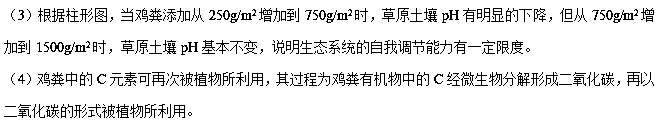 （3）根据柱形图，当鸡粪添加从 250g/m² 增加到 750g/m² 时，草原土壤 pH 有明显的下降，但从 750g/m² 增
加到 1500g/m² 时，草原土壤 pH 基本不变，说明生态系统的自我调节能力有一定限度。
（4）鸡粪中的 C 元素可再次被植物所利用，其过程为鸡粪有机物中的 C 经微生物分解形成二氧化碳，再以
二氧化碳的形式被植物所利用。